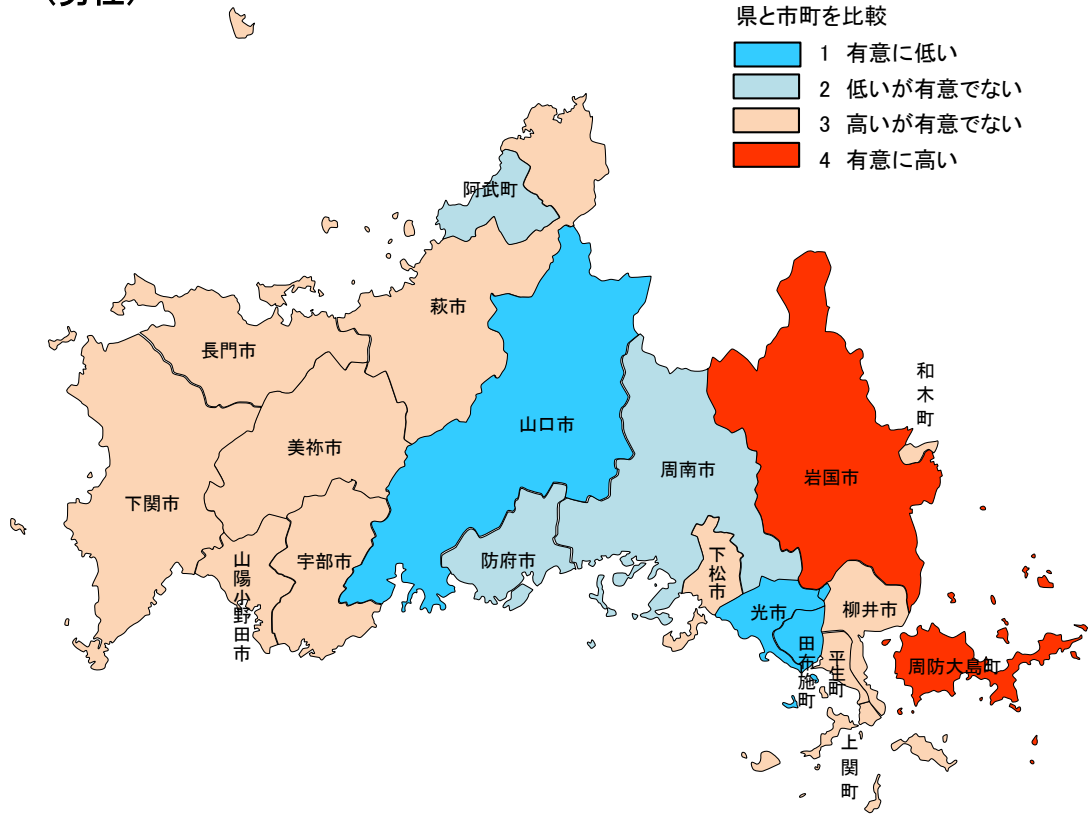 県と市町を比較
1 有意に低い
2 低いが有意でない
3 高いが有意でない
4 有意に高い
阿武町
萩市
長門市
和木町
山口市
美祢市
周南市
岩国市
下関市
宇部市
防府市
下松市
山陽小野田市
光市
柳井市
田布施町
平生町
周防大島町
上関町